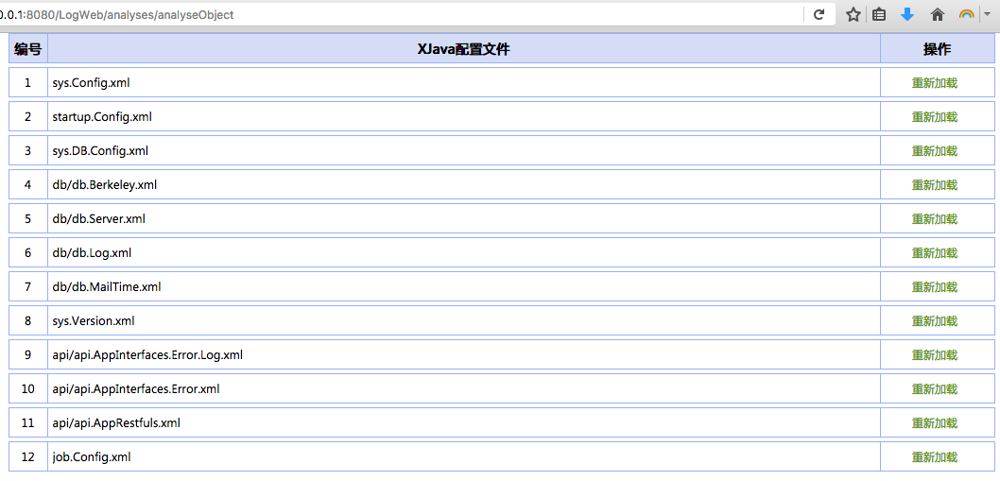 0.0.1:8080/LogWeb/analyses/analyseObject
编号 XJava配置文件 操作
1 sys.Config.xml 重新加载
2 startup.Config.xml 重新加载
3 sys.DB.Config.xml 重新加载
4 db/db.Berkeley.xml 重新加载
5 db/db.Server.xml 重新加载
6 db/db.Log.xml 重新加载
7 db/db.MailTime.xml 重新加载
8 sys.Version.xml 重新加载
9 api/api.AppInterfaces.Error.Log.xml 重新加载
10 api/api.AppInterfaces.Error.xml 重新加载
11 api/api.AppRestfuls.xml 重新加载
12 job.Config.xml 重新加载